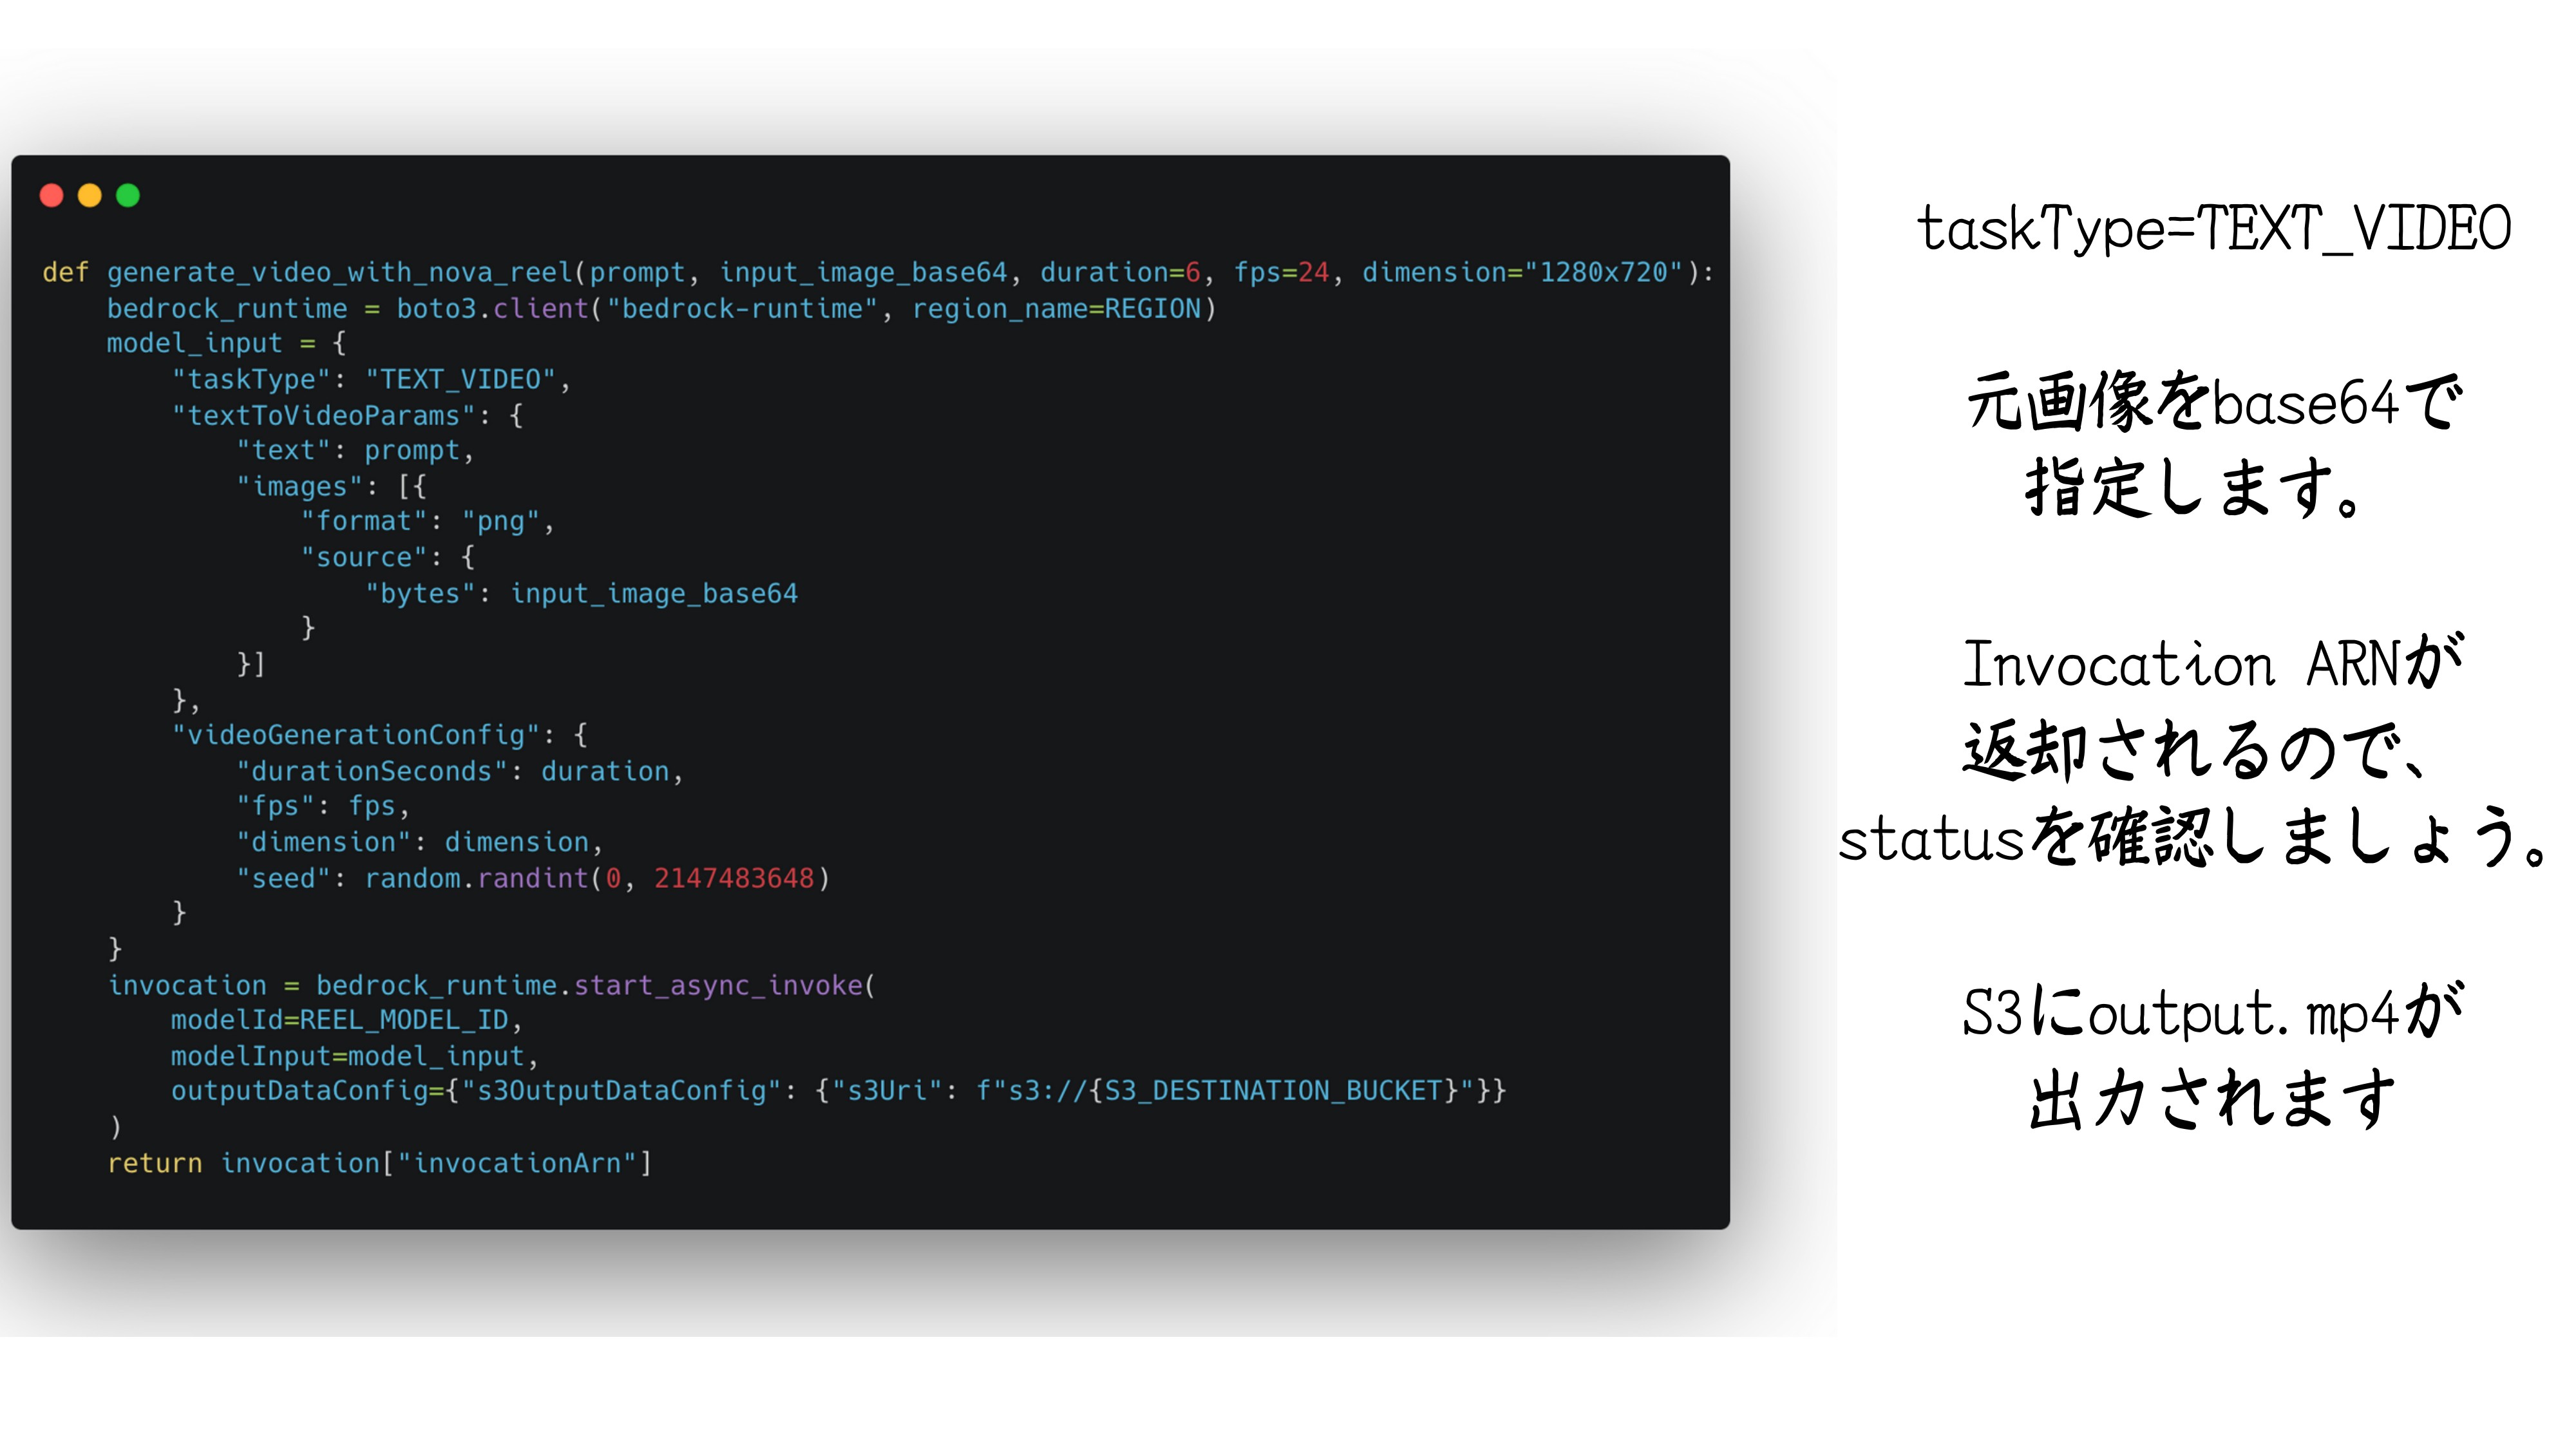 def generate_video_with_nova_reel(prompt, input_image_base64, duration=6, fps=24, dimension="1280x720"):
    bedrock_runtime = boto3.client("bedrock-runtime", region_name=REGION)
    model_input = {
        "taskType": "TEXT_VIDEO",
        "textToVideoParams": {
            "text": prompt,
            "images": [{
                "format": "png",
                "source": {
                    "bytes": input_image_base64
                }
            }]
        },
        "videoGenerationConfig": {
            "durationSeconds": duration,
            "fps": fps,
            "dimension": dimension,
            "seed": random.randint(0, 2147483648)
        }
    }
    invocation = bedrock_runtime.start_async_invoke(
        modelId=REEL_MODEL_ID,
        modelInput=model_input,
        outputDataConfig={"s3OutputDataConfig": {"s3Uri": f"s3://{S3_DESTINATION_BUCKET}"}}
    )
    return invocation["invocationArn"]
taskType=TEXT_VIDEO
元画像をbase64で
指定します。
Invocation ARNが
返却されるので、
statusを確認しましょう。
S3にoutput.mp4が
出力されます